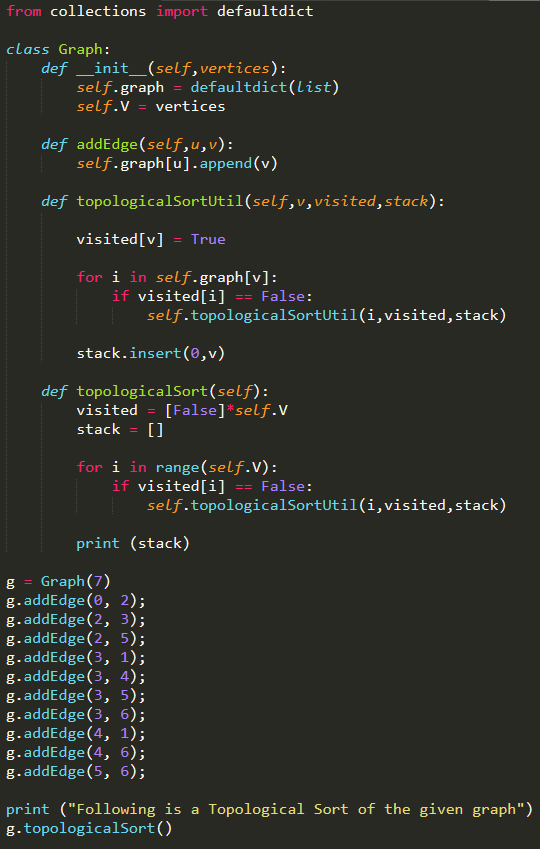 from collections import defaultdict
class Graph:
    def __init__(self,vertices):
        self.graph = defaultdict(list)
        self.V = vertices
    def addEdge(self,u,v):
        self.graph[u].append(v)
    def topologicalSortUtil(self,v,visited,stack):
        visited[v] = True
        for i in self.graph[v]:
            if visited[i] == False:
                self.topologicalSortUtil(i,visited,stack)
        stack.insert(0,v)
    def topologicalSort(self):
        visited = [False]*self.V
        stack = []
        for i in range(self.V):
            if visited[i] == False:
                self.topologicalSortUtil(i,visited,stack)
        print (stack)
g = Graph(7)
g.addEdge(0, 2);
g.addEdge(2, 3);
g.addEdge(2, 5);
g.addEdge(3, 1);
g.addEdge(3, 4);
g.addEdge(3, 5);
g.addEdge(3, 6);
g.addEdge(4, 1);
g.addEdge(4, 6);
g.addEdge(5, 6);
print ("Following is a Topological Sort of the given graph")
g.topologicalSort()